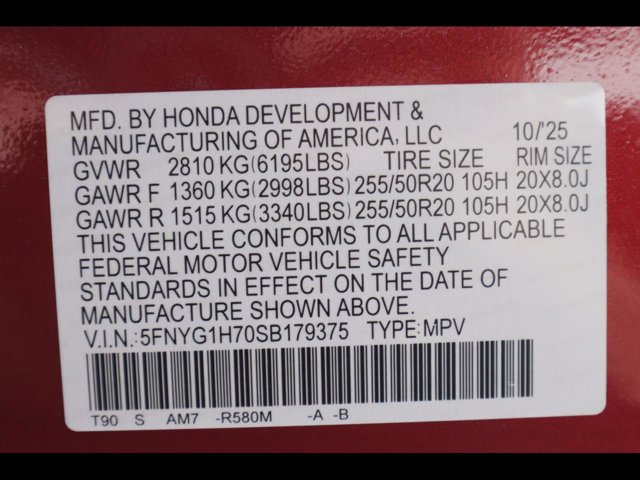 MFD. BY HONDA DEVELOPMENT &
MANUFACTURING OF AMERICA, LLC 10/'25
GVWR 2810 KG(6195LBS) TIRE SIZE RIM SIZE
GAWR F 1360 KG(2998LBS) 255/50R20 105H 20X8.0J
GAWR R 1515 KG(3340LBS) 255/50R20 105H 20X8.0J
THIS VEHICLE CONFORMS TO ALL APPLICABLE
FEDERAL MOTOR VEHICLE SAFETY
STANDARDS IN EFFECT ON THE DATE OF
MANUFACTURE SHOWN ABOVE.
V.I.N.:5FNYG1H70SB179375 TYPE:MPV
T90 S AM7 -R580M -A -B